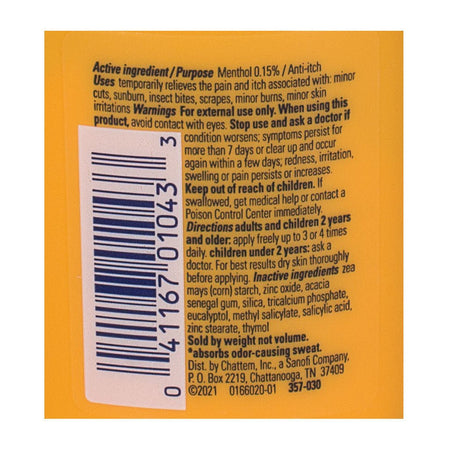 Active ingredient/Purpose Menthol 0.15% / Anti-itch
Uses temporarily relieves the pain and itch associated with: minor
cuts, sunburn, insect bites, scrapes, minor burns, minor skin
irritations Warnings For external use only. When using this
product, avoid contact with eyes. Stop use and ask a doctor if
condition worsens; symptoms persist for
more than 7 days or clear up and occur
again within a few days; redness, irritation,
swelling or pain persists or increases.
Keep out of reach of children. If
swallowed, get medical help or contact a
Poison Control Center immediately.
Directions adults and children 2 years
and older: apply freely up to 3 or 4 times
daily. children under 2 years: ask a
doctor. For best results dry skin thoroughly
before applying. Inactive ingredients zea
mays (corn) starch, zinc oxide, acacia
senegal gum, silica, tricalcium phosphate,
eucalyptol, methyl salicylate, salicylic acid,
zinc stearate, thymol
Sold by weight not volume.
*absorbs odor-causing sweat.
Dist. by Chattem, Inc., a Sanofi Company,
P. O. Box 2219, Chattanooga, TN 37409
©2021 0166020-01 357-030
0 41167 01043 3